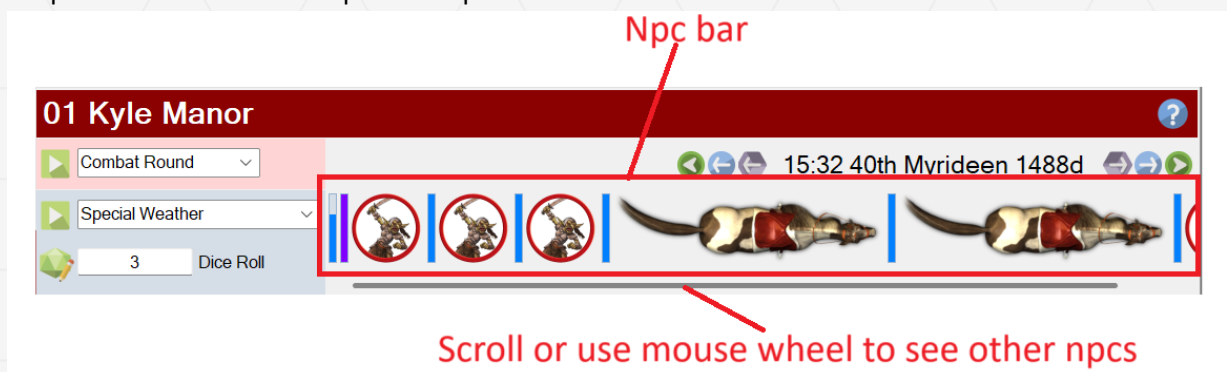 Npc bar
01 Kyle Manor
?
Combat Round
15:32 40th Myrideen 1488d
Special Weather
3 Dice Roll
Scroll or use mouse wheel to see other npcs